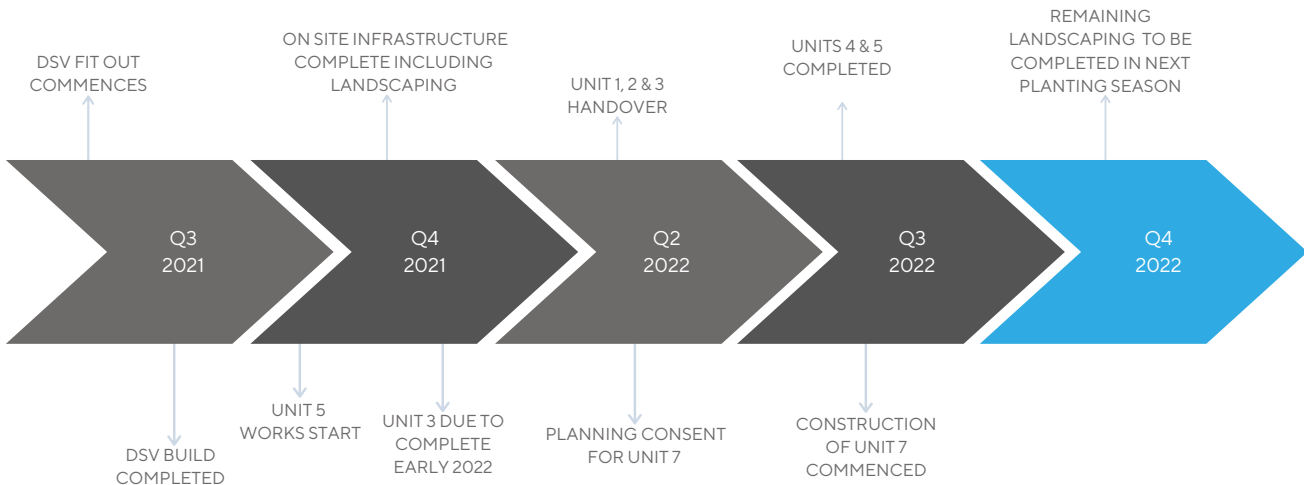 DSV FIT OUT
COMMENCES
ON SITE INFRASTRUCTURE
COMPLETE INCLUDING
LANDSCAPING
UNIT 1, 2 & 3
HANDOVER
UNITS 4 & 5
COMPLETED
REMAINING
LANDSCAPING TO BE
COMPLETED IN NEXT
PLANTING SEASON
Q3
2021
Q4
2021
Q2
2022
Q3
2022
Q4
2022
DSV BUILD
COMPLETED
UNIT 5
WORKS START
UNIT 3 DUE TO
COMPLETE
EARLY 2022
PLANNING CONSENT
FOR UNIT 7
CONSTRUCTION
OF UNIT 7
COMMENCED